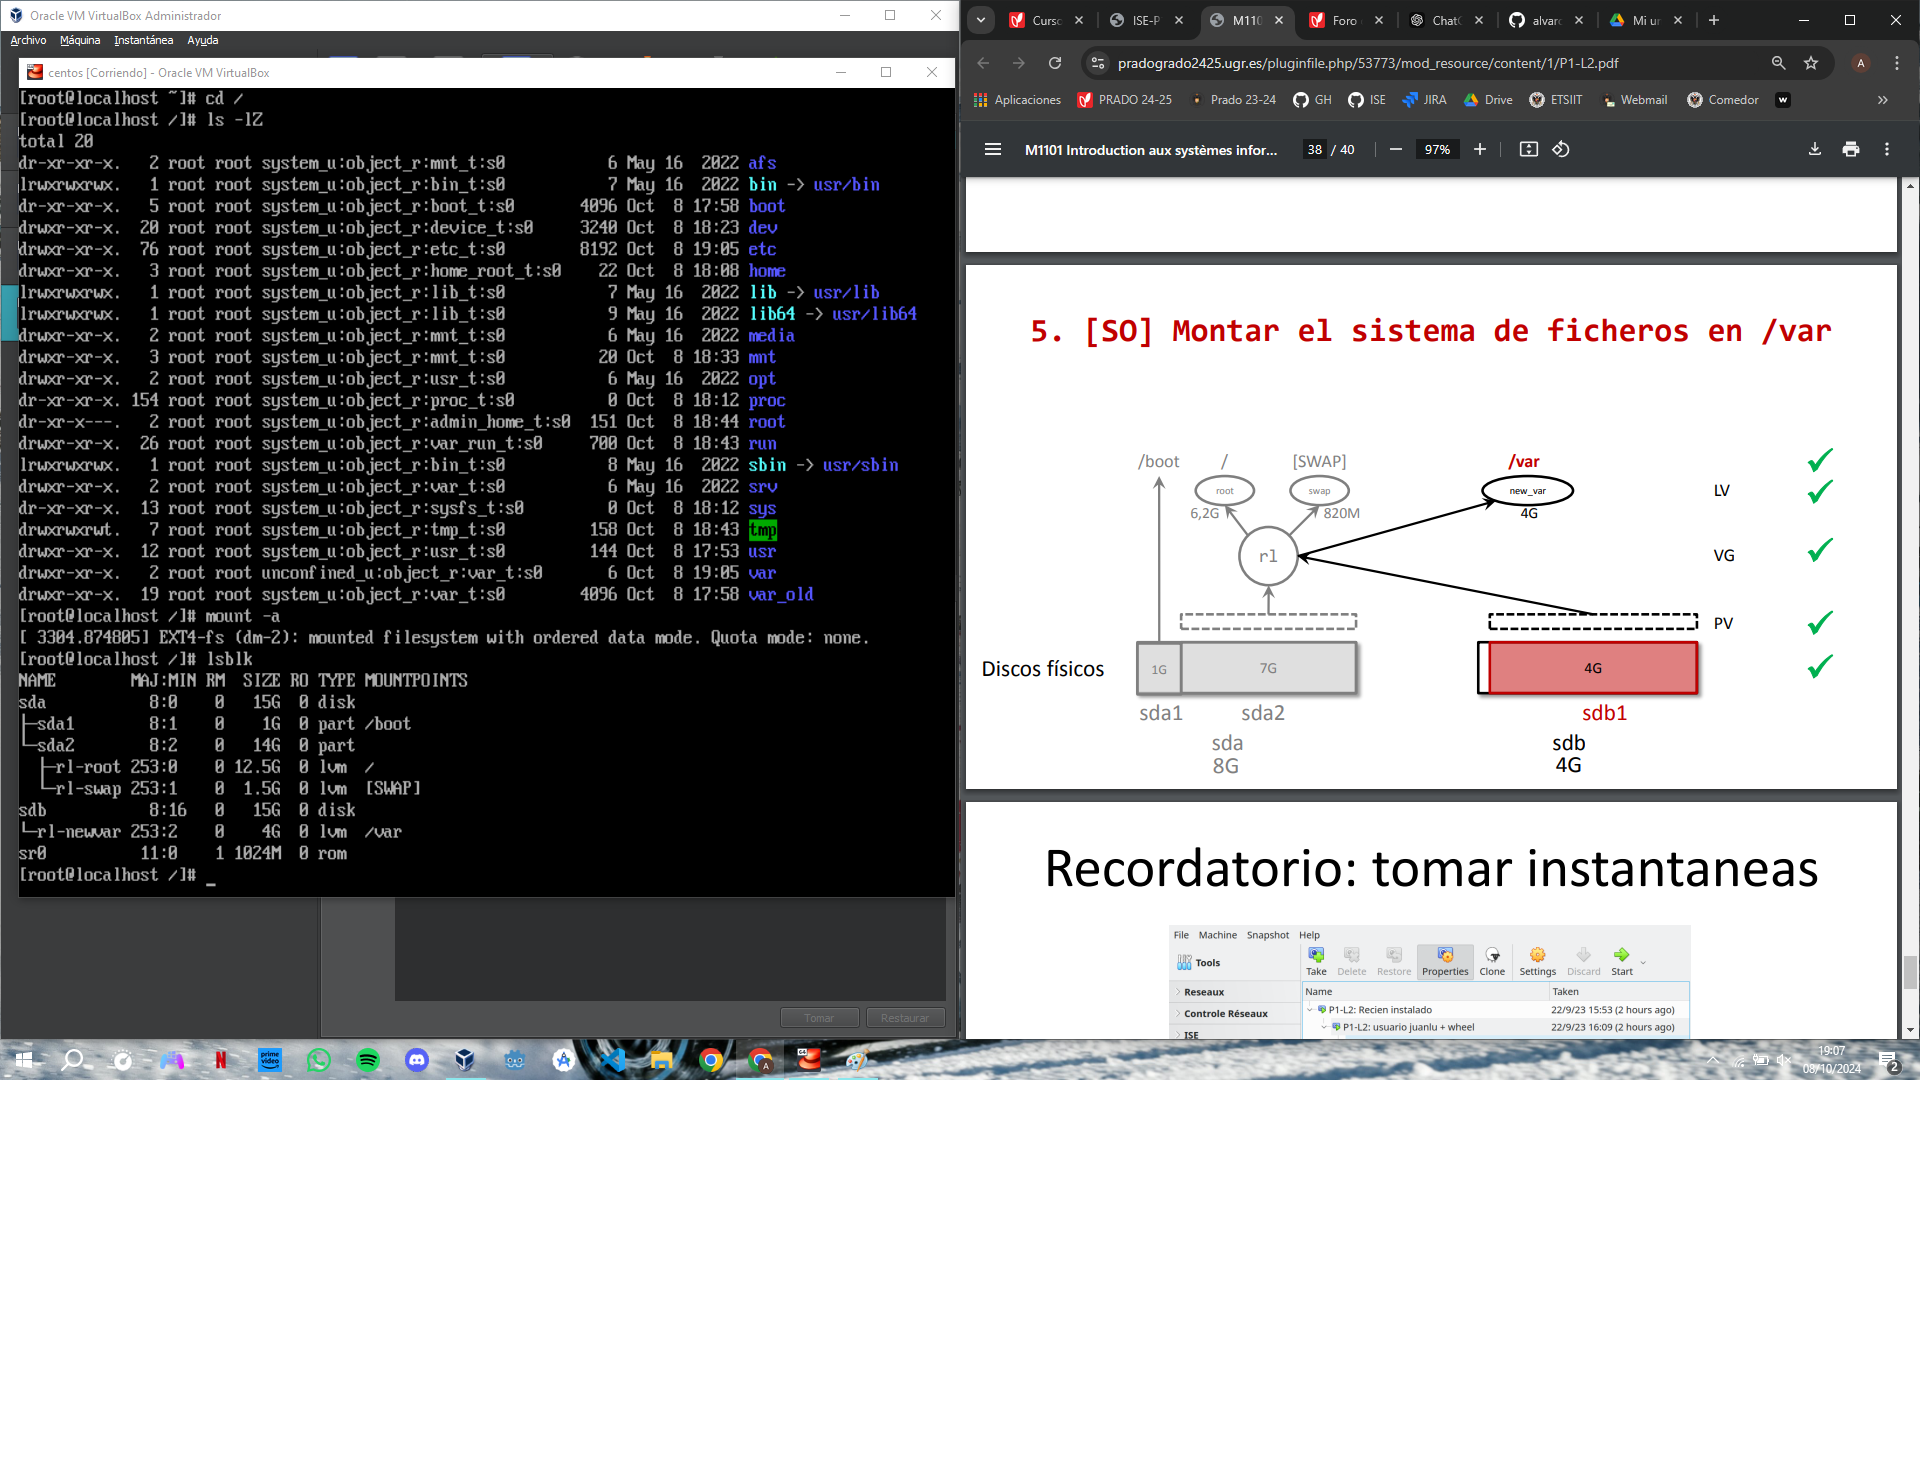 Oracle VM VirtualBox Administrador
Archivo Máquina Instantánea Ayuda
centos [Corriendo] - Oracle VM VirtualBox
[root@localhost ~]# cd /
[root@localhost /]# ls -lZ
total 20
dr-xr-xr-x. 2 root root system_u:object_r:mnt_t:s0 6 May 16 2022 afs
lrwxrwxrwx. 1 root root system_u:object_r:bin_t:s0 7 May 16 2022 bin -> usr/bin
dr-xr-xr-x. 5 root root system_u:object_r:boot_t:s0 4096 Oct 8 17:58 boot
drwxr-xr-x. 20 root root system_u:object_r:device_t:s0 3240 Oct 8 18:23 dev
drwxr-xr-x. 76 root root system_u:object_r:etc_t:s0 8192 Oct 8 19:05 etc
drwxr-xr-x. 3 root root system_u:object_r:home_root_t:s0 22 Oct 8 18:08 home
lrwxrwxrwx. 1 root root system_u:object_r:lib_t:s0 7 May 16 2022 lib -> usr/lib
lrwxrwxrwx. 1 root root system_u:object_r:lib_t:s0 9 May 16 2022 lib64 -> usr/lib64
drwxr-xr-x. 2 root root system_u:object_r:mnt_t:s0 6 May 16 2022 media
drwxr-xr-x. 3 root root system_u:object_r:mnt_t:s0 20 Oct 8 18:33 mnt
drwxr-xr-x. 2 root root system_u:object_r:usr_t:s0 6 May 16 2022 opt
dr-xr-xr-x. 154 root root system_u:object_r:proc_t:s0 0 Oct 8 18:12 proc
dr-xr-x---. 2 root root system_u:object_r:admin_home_t:s0 151 Oct 8 18:44 root
drwxr-xr-x. 26 root root system_u:object_r:var_run_t:s0 700 Oct 8 18:43 run
lrwxrwxrwx. 1 root root system_u:object_r:bin_t:s0 8 May 16 2022 sbin -> usr/sbin
drwxr-xr-x. 2 root root system_u:object_r:var_t:s0 6 May 16 2022 srv
dr-xr-xr-x. 13 root root system_u:object_r:sysfs_t:s0 0 Oct 8 18:12 sys
drwxrwxrwt. 7 root root system_u:object_r:tmp_t:s0 158 Oct 8 18:43 tmp
drwxr-xr-x. 12 root root system_u:object_r:usr_t:s0 144 Oct 8 17:53 usr
drwxr-xr-x. 2 root root unconfined_u:object_r:var_t:s0 6 Oct 8 19:05 var
drwxr-xr-x. 19 root root system_u:object_r:var_t:s0 4096 Oct 8 17:58 var_old
[root@localhost /]# mount -a
[ 3304.874805] EXT4-fs (dm-2): mounted filesystem with ordered data mode. Quota mode: none.
[root@localhost /]# lsblk
NAME MAJ:MIN RM SIZE RO TYPE MOUNTPOINTS
sda 8:0 0 15G 0 disk
├─sda1 8:1 0 1G 0 part /boot
└─sda2 8:2 0 14G 0 part
├─rl-root 253:0 0 12.5G 0 lvm /
└─rl-swap 253:1 0 1.5G 0 lvm [SWAP]
sdb 8:16 0 15G 0 disk
└─rl-newvar 253:2 0 4G 0 lvm /var
sr0 11:0 1 1024M 0 rom
[root@localhost /]# _
Tomar Restaurar
Curso ISE-P M110 Foro ChatG alvaro Mi un
pradogrado2425.ugr.es/pluginfile.php/53773/mod_resource/content/1/P1-L2.pdf A
Aplicaciones PRADO 24-25 Prado 23-24 GH ISE JIRA Drive ETSIIT Webmail Comedor w »
M1101 Introduction aux systèmes infor... 38 / 40 97%
5. [SO] Montar el sistema de ficheros en /var
/boot / [SWAP] /var
root swap new_var LV
6,2G 820M 4G
rl VG
PV
Discos físicos 1G 7G 4G
sda1 sda2 sdb1
sda sdb
8G 4G
Recordatorio: tomar instantaneas
File Machine Snapshot Help
Tools
Take Delete Restore Properties Clone Settings Discard Start
Reseaux Name Taken
Controle Réseaux P1-L2: Recien instalado 22/9/23 15:53 (2 hours ago)
P1-L2: usuario juanlu + wheel 22/9/23 16:09 (2 hours ago)
ISE
N prime video A
19:07
08/10/2024 2